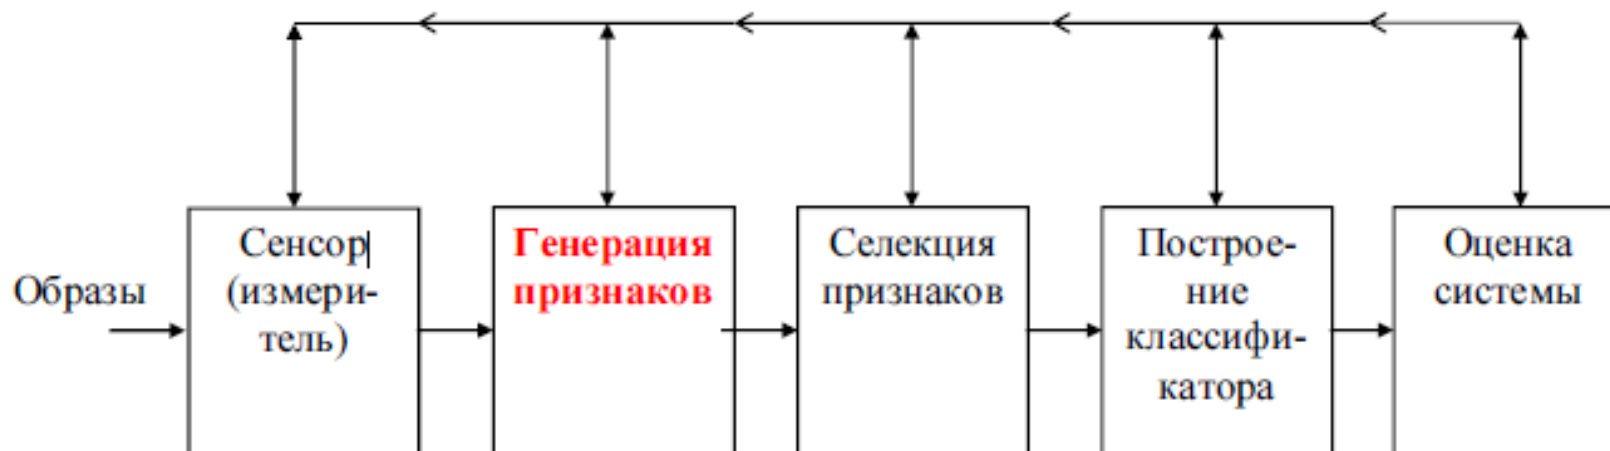 Образы
Сенсор
(измери-
тель)
Генерация
признаков
Селекция
признаков
Построе-
ние
классифи-
катора
Оценка
системы